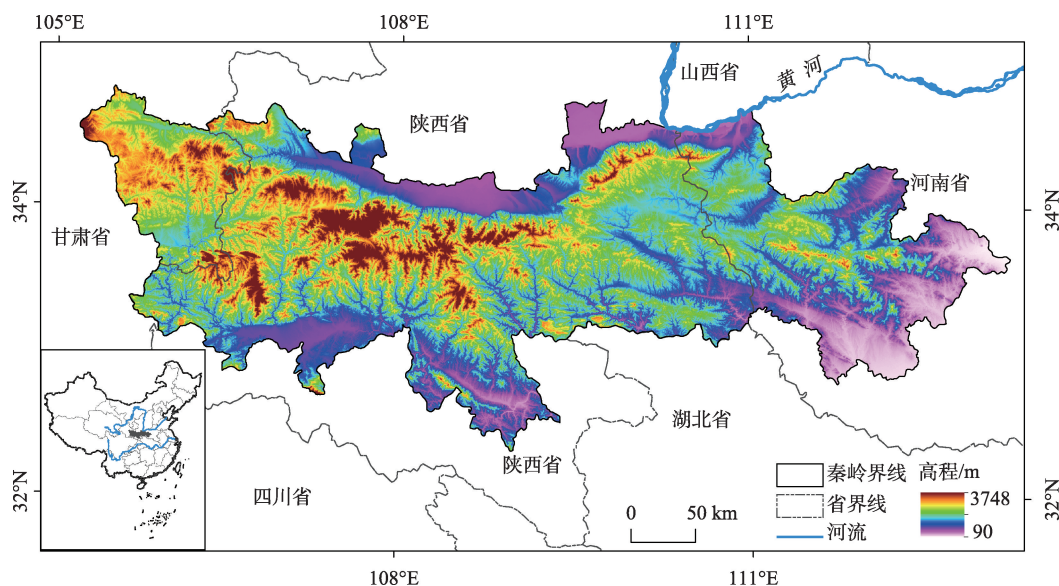 105°E
108°E
111°E
山西省
黄河
陕西省
34°N
河南省
34°N
甘肃省
湖北省
陕西省
四川省
32°N
32°N
秦岭界线
省界线
河流
高程/m
3748
90
0 50 km
108°E
111°E